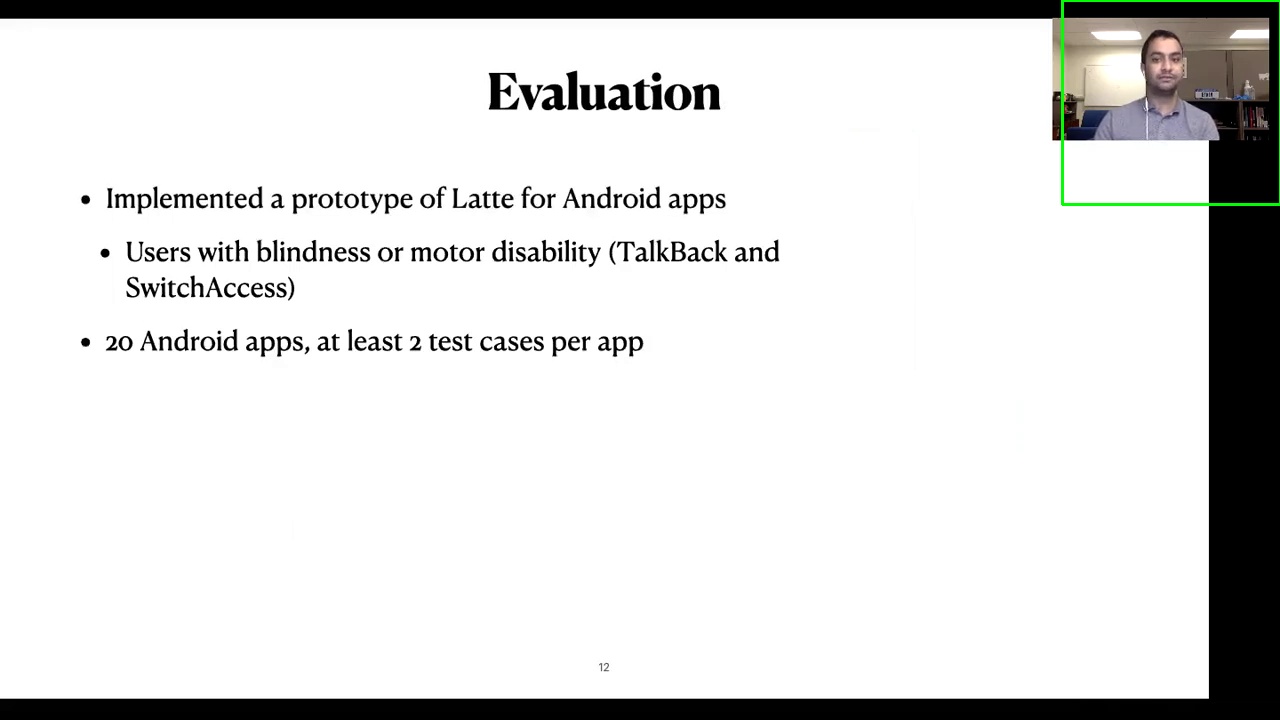 Evaluation
• Implemented a prototype of Latte for Android apps
• Users with blindness or motor disability (TalkBack and
SwitchAccess)
• 20 Android apps, at least 2 test cases per app
12